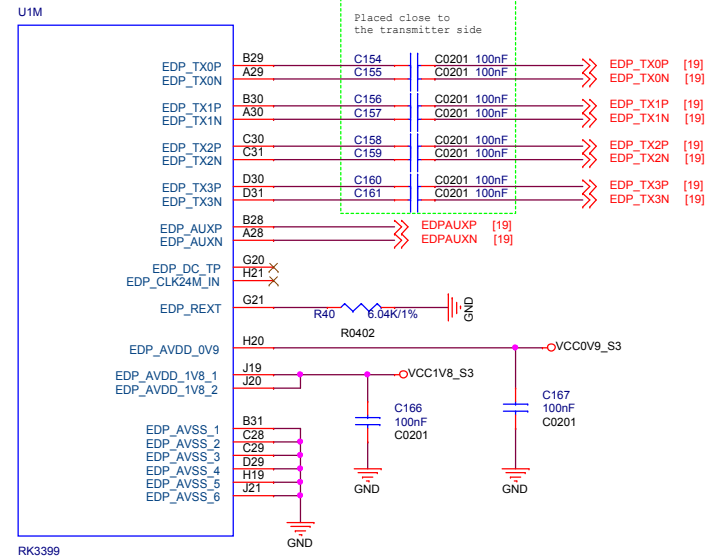 U1M
Placed close to
the transmitter side
EDP_TX0P B29 C154 C0201 100nF EDP_TX0P [19]
EDP_TX0N A29 C155 C0201 100nF EDP_TX0N [19]
EDP_TX1P B30 C156 C0201 100nF EDP_TX1P [19]
EDP_TX1N A30 C157 C0201 100nF EDP_TX1N [19]
EDP_TX2P C30 C158 C0201 100nF EDP_TX2P [19]
EDP_TX2N C31 C159 C0201 100nF EDP_TX2N [19]
EDP_TX3P D30 C160 C0201 100nF EDP_TX3P [19]
EDP_TX3N D31 C161 C0201 100nF EDP_TX3N [19]
EDP_AUXP B28 EDPAUXP [19]
EDP_AUXN A28 EDPAUXN [19]
EDP_DC_TP G20
EDP_CLK24M_IN H21
EDP_REXT G21 R40 6.04K/1% GND
R0402
EDP_AVDD_0V9 H20 VCC0V9_S3
EDP_AVDD_1V8_1 J19 VCC1V8_S3
EDP_AVDD_1V8_2 J20
C166
100nF
C0201
GND
C167
100nF
C0201
GND
EDP_AVSS_1 B31
EDP_AVSS_2 C28
EDP_AVSS_3 C29
EDP_AVSS_4 D29
EDP_AVSS_5 H19
EDP_AVSS_6 J21
GND
RK3399